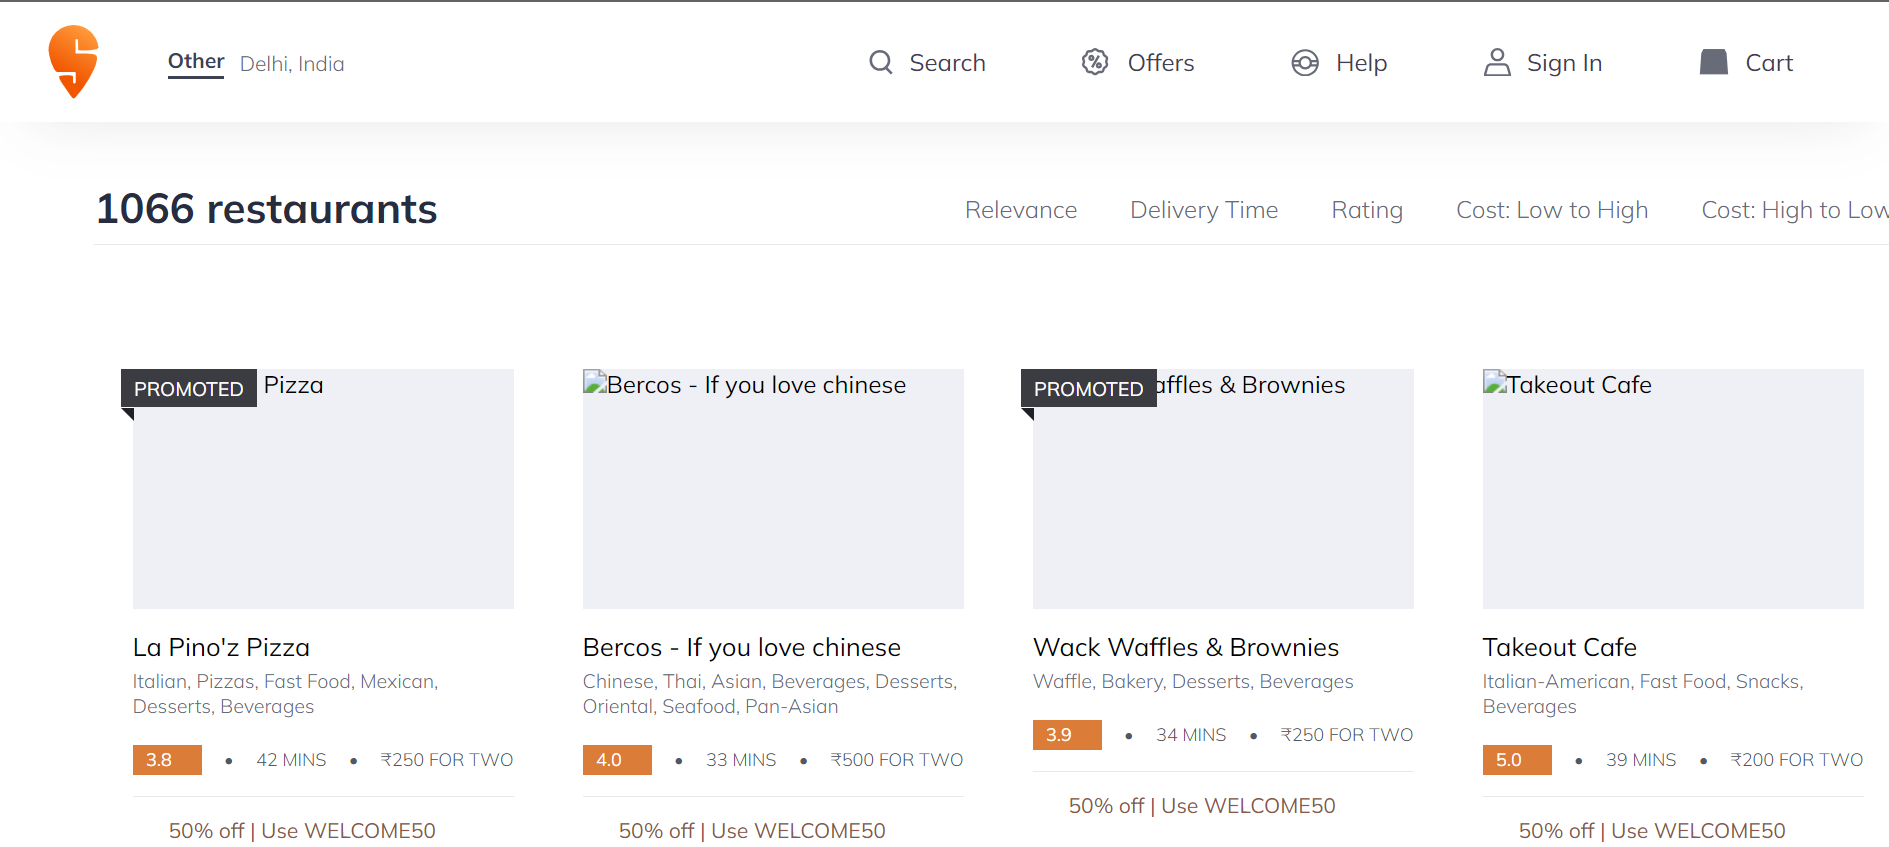 Other Delhi, India Search Offers Help Sign In Cart
1066 restaurants Relevance Delivery Time Rating Cost: Low to High Cost: High to Low
PROMOTED Pizza
Bercos - If you love chinese
PROMOTED affles & Brownies
Takeout Cafe
La Pino'z Pizza
Italian, Pizzas, Fast Food, Mexican,
Desserts, Beverages
3.8 • 42 MINS • ₹250 FOR TWO
50% off | Use WELCOME50
Bercos - If you love chinese
Chinese, Thai, Asian, Beverages, Desserts,
Oriental, Seafood, Pan-Asian
4.0 • 33 MINS • ₹500 FOR TWO
50% off | Use WELCOME50
Wack Waffles & Brownies
Waffle, Bakery, Desserts, Beverages
3.9 • 34 MINS • ₹250 FOR TWO
50% off | Use WELCOME50
Takeout Cafe
Italian-American, Fast Food, Snacks,
Beverages
5.0 • 39 MINS • ₹200 FOR TWO
50% off | Use WELCOME50